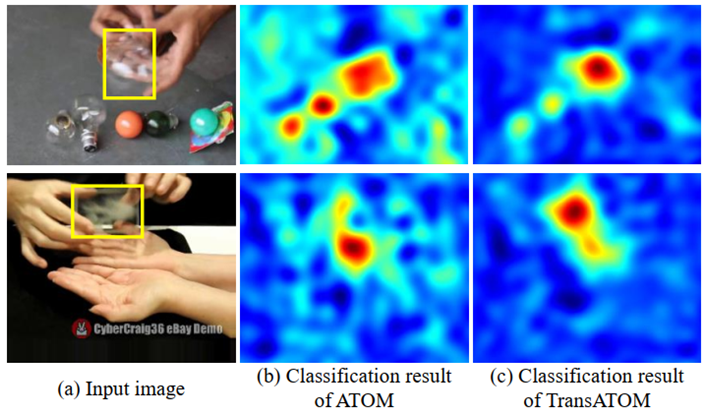 CyberCraig36 eBay Demo
(a) Input image
(b) Classification result
of ATOM
(c) Classification result
of TransATOM